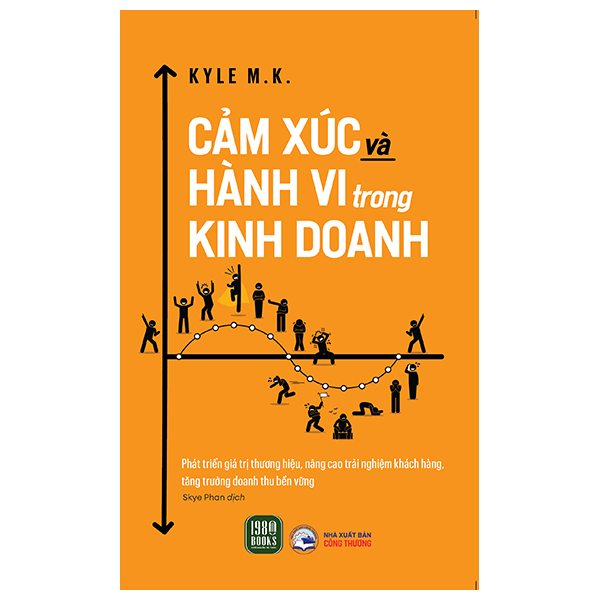 KYLE M.K.
CẢM XÚC và
HÀNH VI trong
KINH DOANH
Phát triển giá trị thương hiệu, nâng cao trải nghiệm khách hàng,
tăng trưởng doanh thu bền vững
Skye Phan dịch
1980
BOOKS
NHÀ XUẤT BẢN
CÔNG THƯƠNG